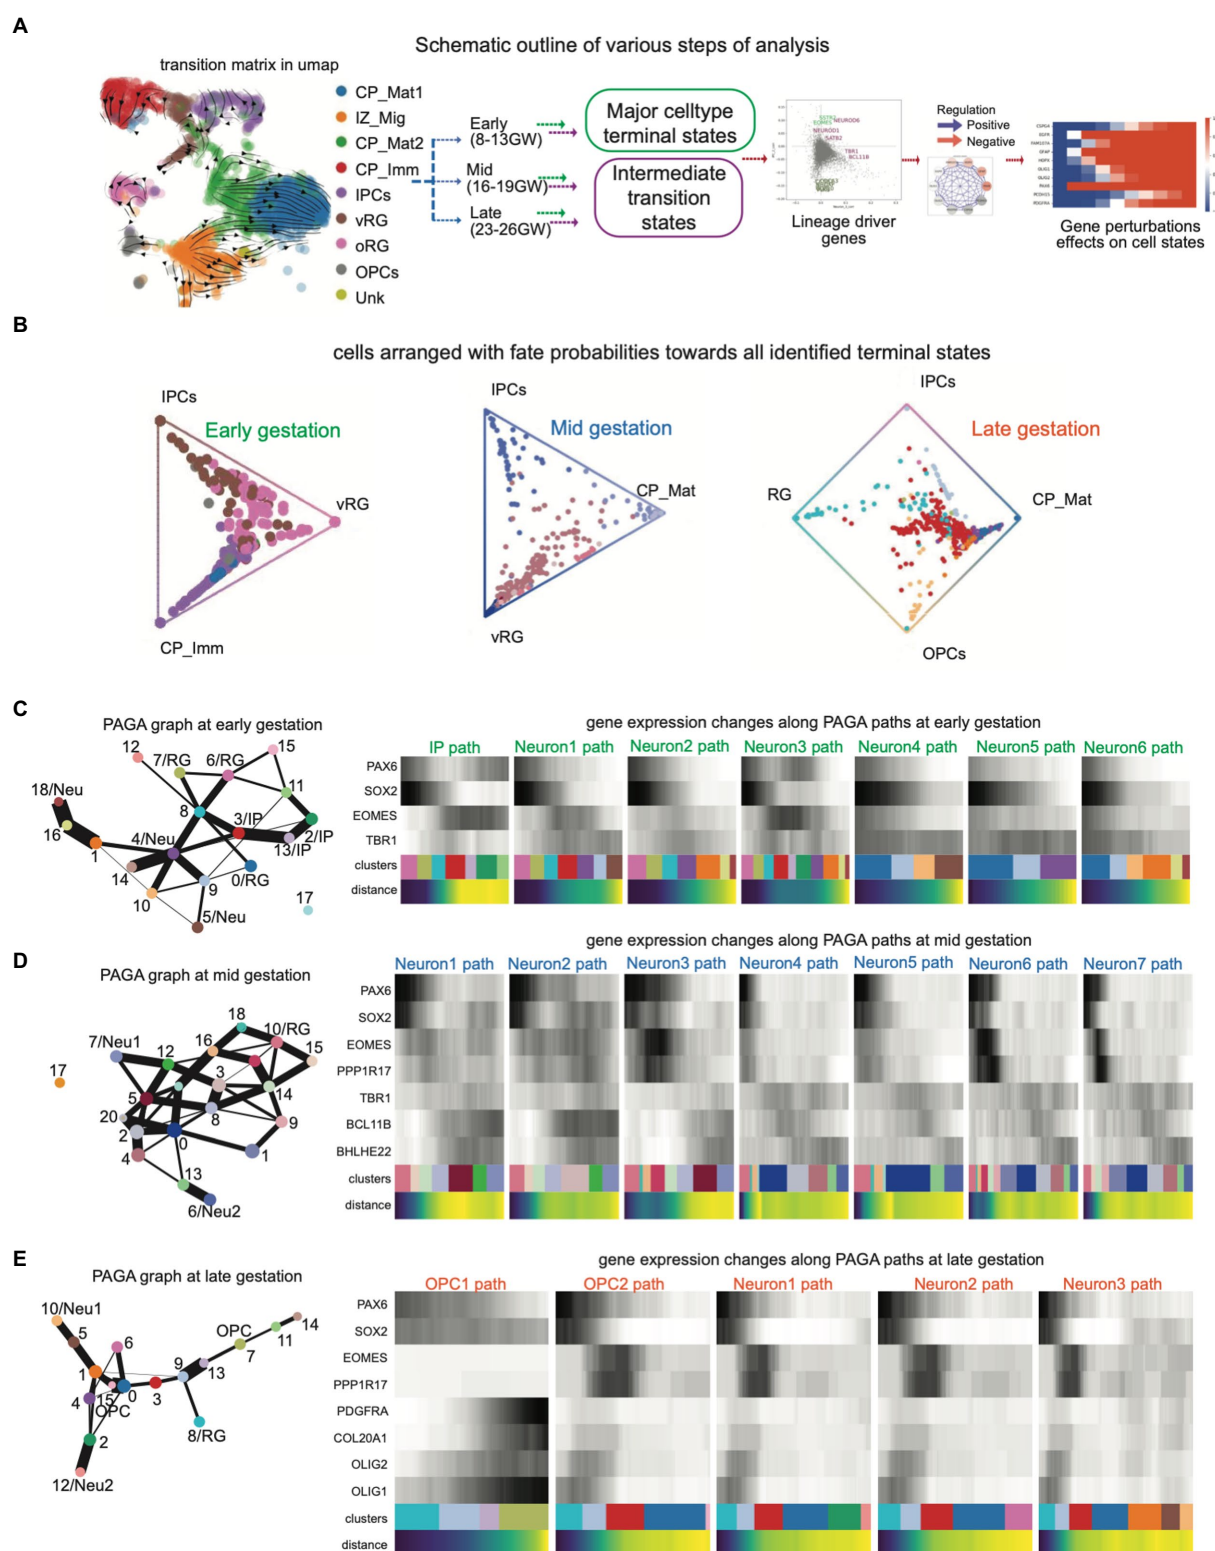 A
Schematic outline of various steps of analysis
transition matrix in umap
CP_Mat1
IZ_Mig
CP_Mat2
CP_Imm
IPCs
vRG
oRG
OPCs
Unk
Early
(8-13GW)
Mid
(16-19GW)
Late
(23-26GW)
Major celltype
terminal states
Intermediate
transition
states
EOMES
NEUROD6
NEUROD1
SATB2
TBR1
BCL11B
Lineage driver
genes
Regulation
Positive
Negative
Gene perturbations
effects on cell states
B
cells arranged with fate probabilities towards all identified terminal states
IPCs
Early gestation
vRG
CP_Imm
IPCs
Mid gestation
CP_Mat
vRG
IPCs
Late gestation
RG
CP_Mat
OPCs
C
PAGA graph at early gestation
12
7/RG
6/RG
15
18/Neu
11
8
3/IP
2/IP
16
1
4/Neu
13/IP
14
0/RG
9
10
17
5/Neu
gene expression changes along PAGA paths at early gestation
IP path
Neuron1 path
Neuron2 path
Neuron3 path
Neuron4 path
Neuron5 path
Neuron6 path
PAX6
SOX2
EOMES
TBR1
clusters
distance
D
PAGA graph at mid gestation
18
10/RG
7/Neu1
16
12
15
17
3
5
14
20
8
9
2
0
4
1
13
6/Neu2
gene expression changes along PAGA paths at mid gestation
Neuron1 path
Neuron2 path
Neuron3 path
Neuron4 path
Neuron5 path
Neuron6 path
Neuron7 path
PAX6
SOX2
EOMES
PPP1R17
TBR1
BCL11B
BHLHE22
clusters
distance
E
PAGA graph at late gestation
10/Neu1
OPC
14
5
6
11
7
1
9
13
4
15
0
3
OPC
8/RG
2
12/Neu2
gene expression changes along PAGA paths at late gestation
OPC1 path
OPC2 path
Neuron1 path
Neuron2 path
Neuron3 path
PAX6
SOX2
EOMES
PPP1R17
PDGFRA
COL20A1
OLIG2
OLIG1
clusters
distance